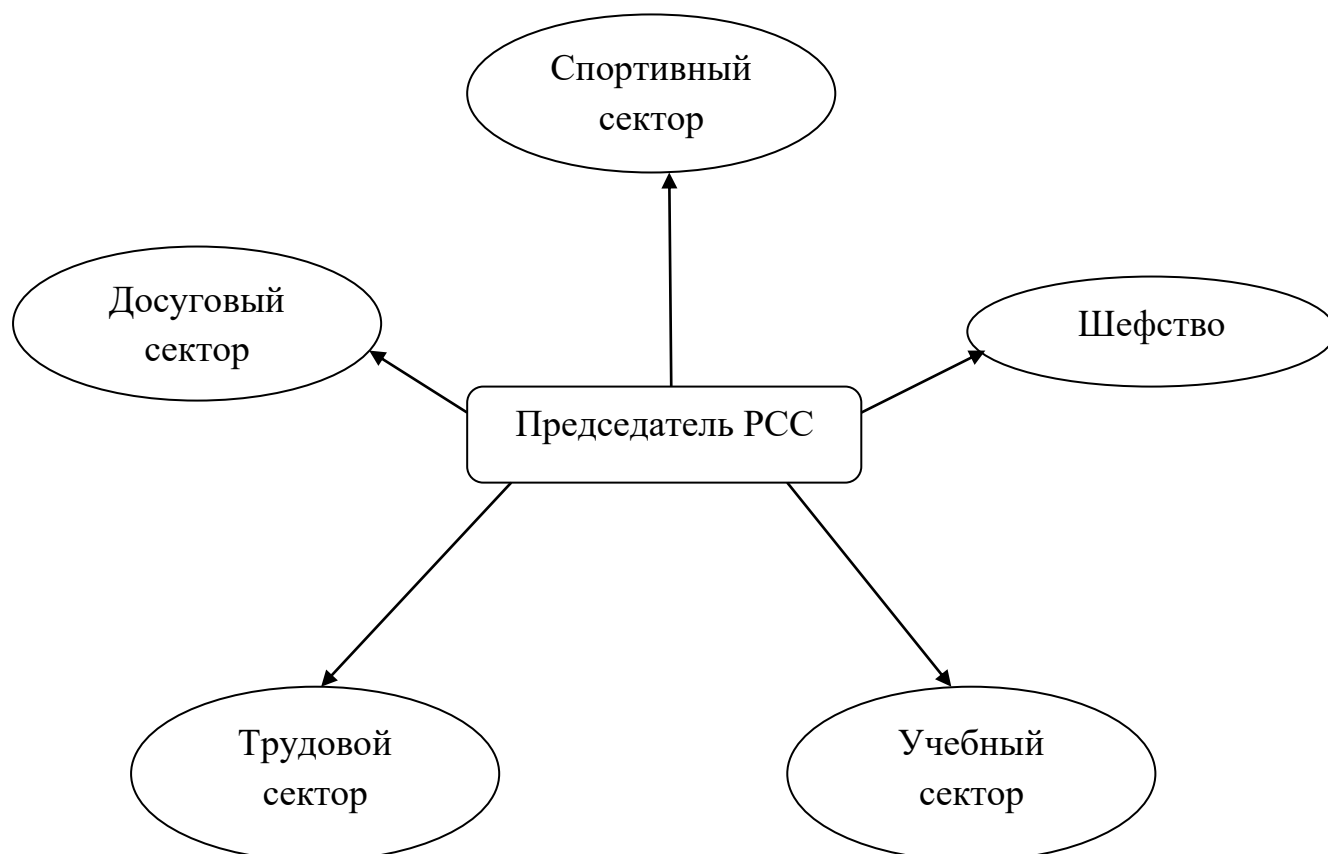 Спортивный
сектор
Досуговый
сектор
Шефство
Председатель РСС
Трудовой
сектор
Учебный
сектор